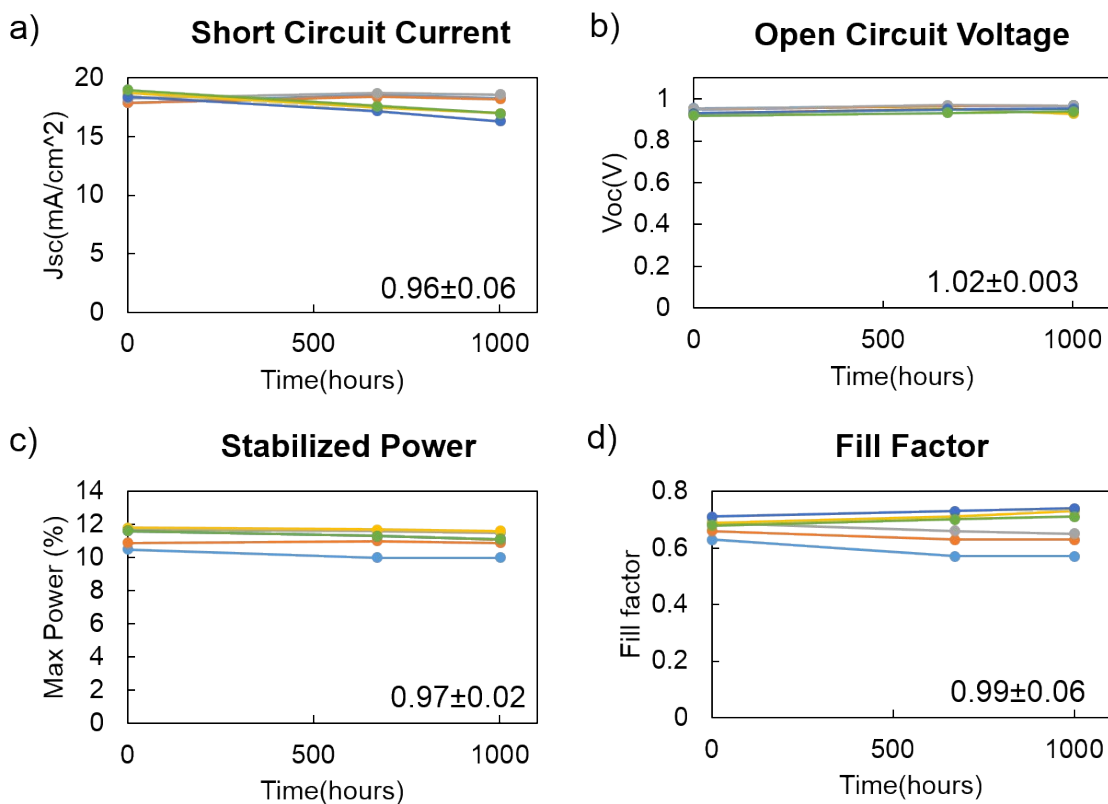 a)
Short Circuit Current
Jsc(mA/cm^2)
20
15
10
5
0
0.96±0.06
0 500 1000
Time(hours)
b)
Open Circuit Voltage
Voc(V)
1
0.8
0.6
0.4
0.2
0
1.02±0.003
0 500 1000
Time(hours)
c)
Stabilized Power
Max Power (%)
14
12
10
8
6
4
2
0
0.97±0.02
0 500 1000
Time(hours)
d)
Fill Factor
Fill factor
0.8
0.6
0.4
0.2
0
0.99±0.06
0 500 1000
Time(hours)